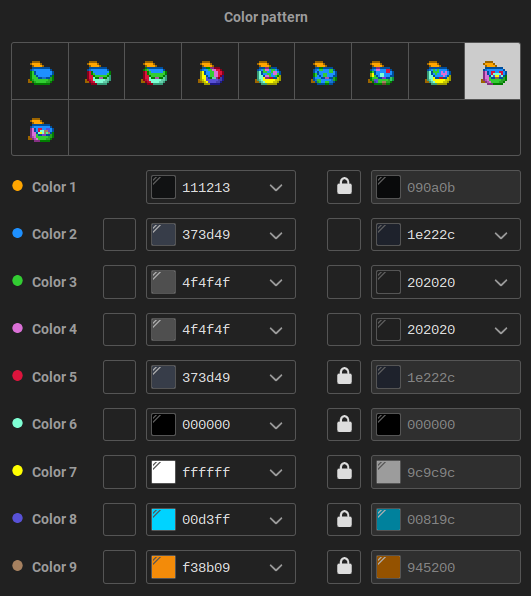 Color pattern
Color 1 111213 090a0b
Color 2 373d49 1e222c
Color 3 4f4f4f 202020
Color 4 4f4f4f 202020
Color 5 373d49 1e222c
Color 6 000000 000000
Color 7 ffffff 9c9c9c
Color 8 00d3ff 00819c
Color 9 f38b09 945200